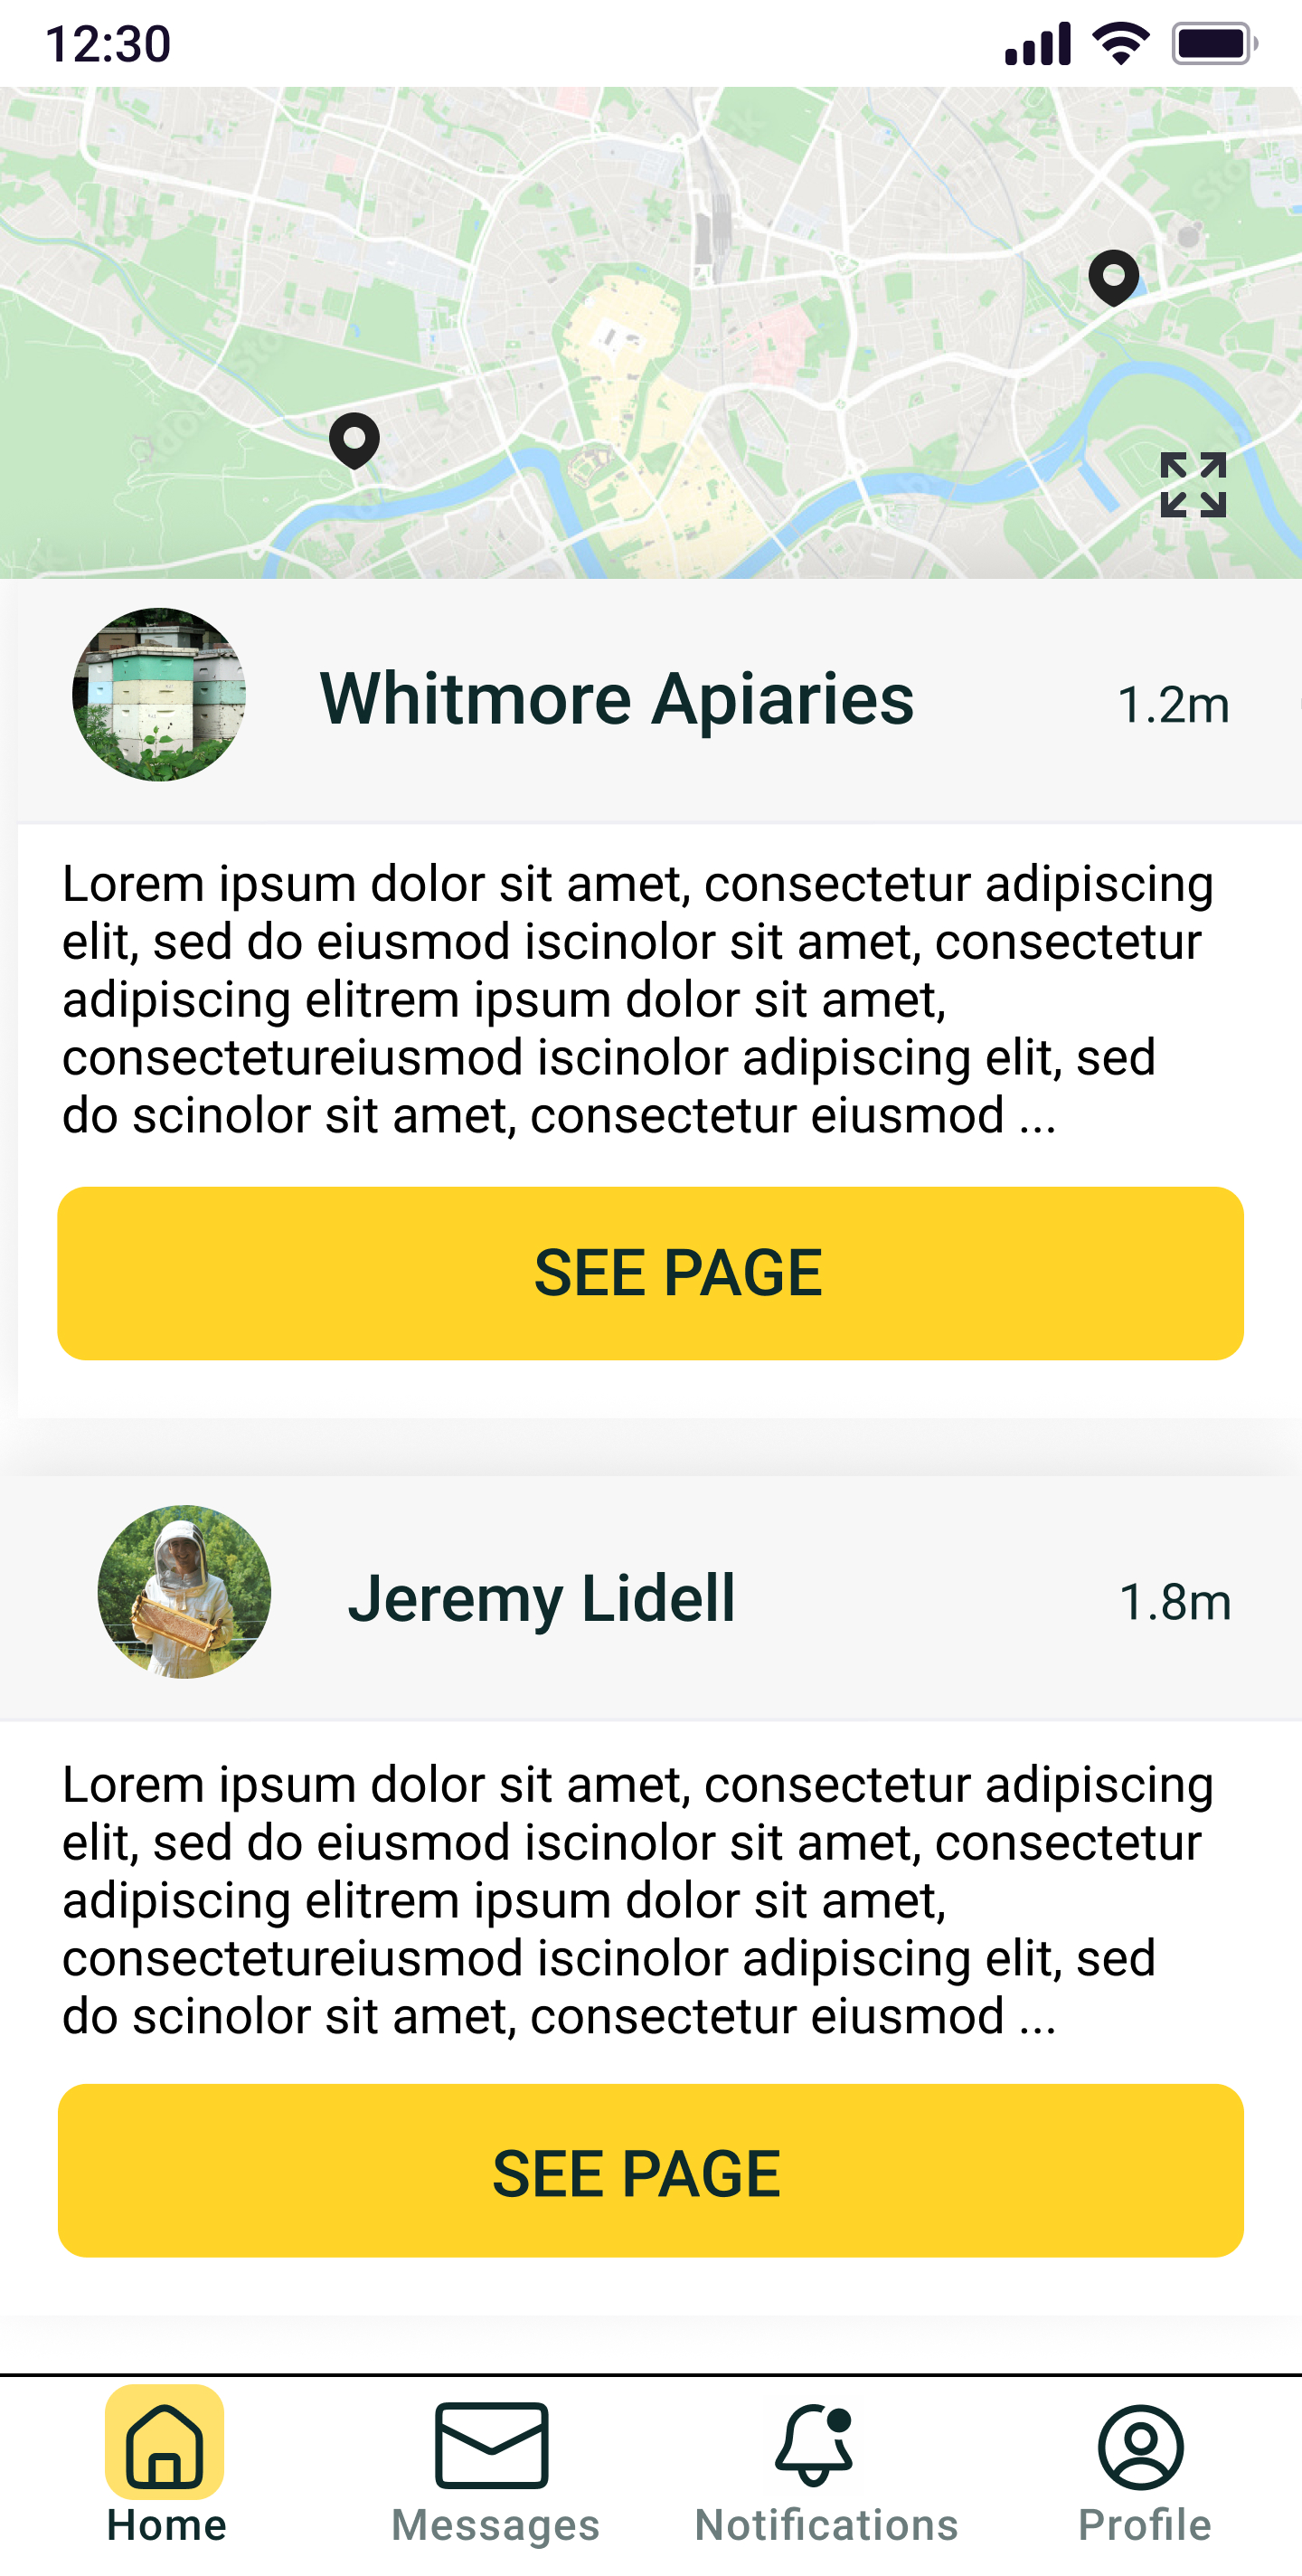 12:30
Whitmore Apiaries
1.2m
Lorem ipsum dolor sit amet, consectetur adipiscing
elit, sed do eiusmod iscinolor sit amet, consectetur
adipiscing elitrem ipsum dolor sit amet,
consectetureiusmod iscinolor adipiscing elit, sed
do scinolor sit amet, consectetur eiusmod ...
SEE PAGE
Jeremy Lidell
1.8m
Lorem ipsum dolor sit amet, consectetur adipiscing
elit, sed do eiusmod iscinolor sit amet, consectetur
adipiscing elitrem ipsum dolor sit amet,
consectetureiusmod iscinolor adipiscing elit, sed
do scinolor sit amet, consectetur eiusmod ...
SEE PAGE
Home
Messages
Notifications
Profile